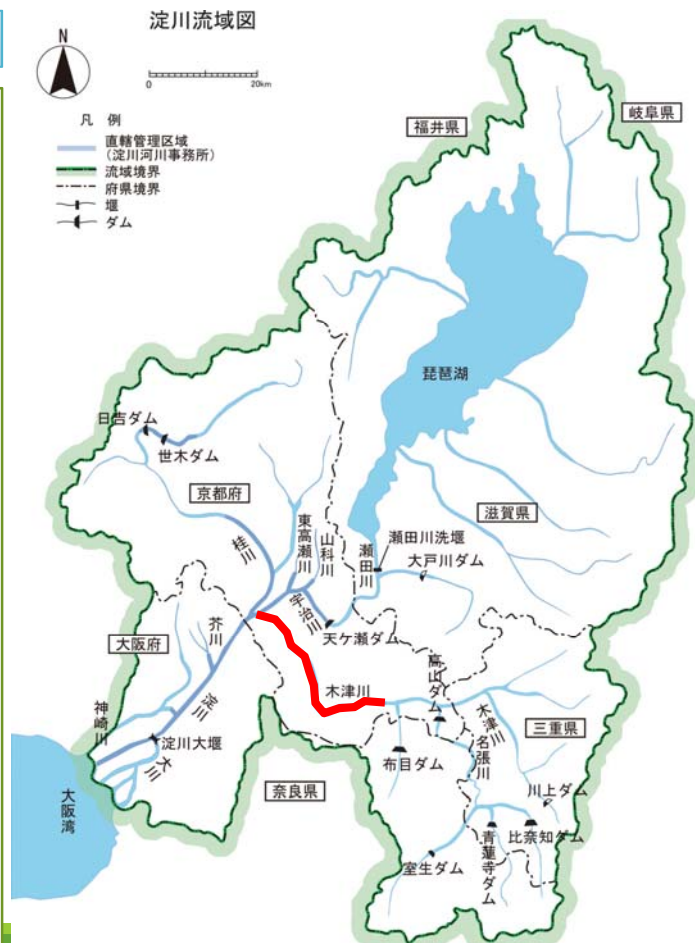 淀川流域図
N
0 20km
凡例
直轄管理区域
(淀川河川事務所)
流域境界
府県境界
堰
ダム
福井県
岐阜県
琵琶湖
日吉ダム
世木ダム
京都府
桂川
東高瀬川
山科川
宇治川
瀬田川
瀬田川洗堰
大戸川ダム
滋賀県
天ケ瀬ダム
大阪府
芥川
淀川
神崎川
淀川大堰
大川
大阪湾
木津川
高山ダム
木津川
名張川
三重県
布目ダム
奈良県
川上ダム
比奈知ダム
青蓮寺ダム
室生ダム